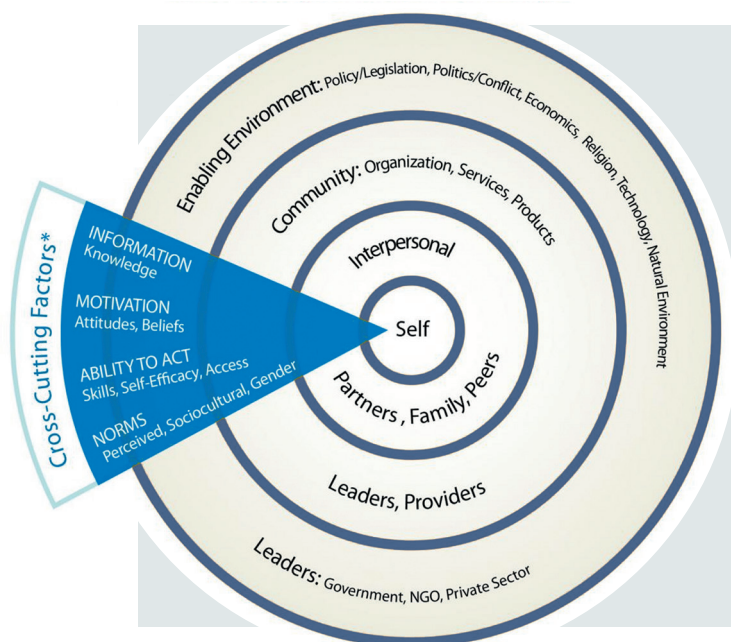 Enabling Environment: Policy/Legislation, Politics/Conflict, Economics, Religion, Technology, Natural Environment
Community: Organization, Services, Products
Interpersonal
Self
Partners , Family, Peers
Leaders, Providers
Leaders: Government, NGO, Private Sector
Cross-Cutting Factors*
INFORMATION
Knowledge
MOTIVATION
Attitudes, Beliefs
ABILITY TO ACT
Skills, Self-Efficacy, Access
NORMS
Perceived, Sociocultural, Gender